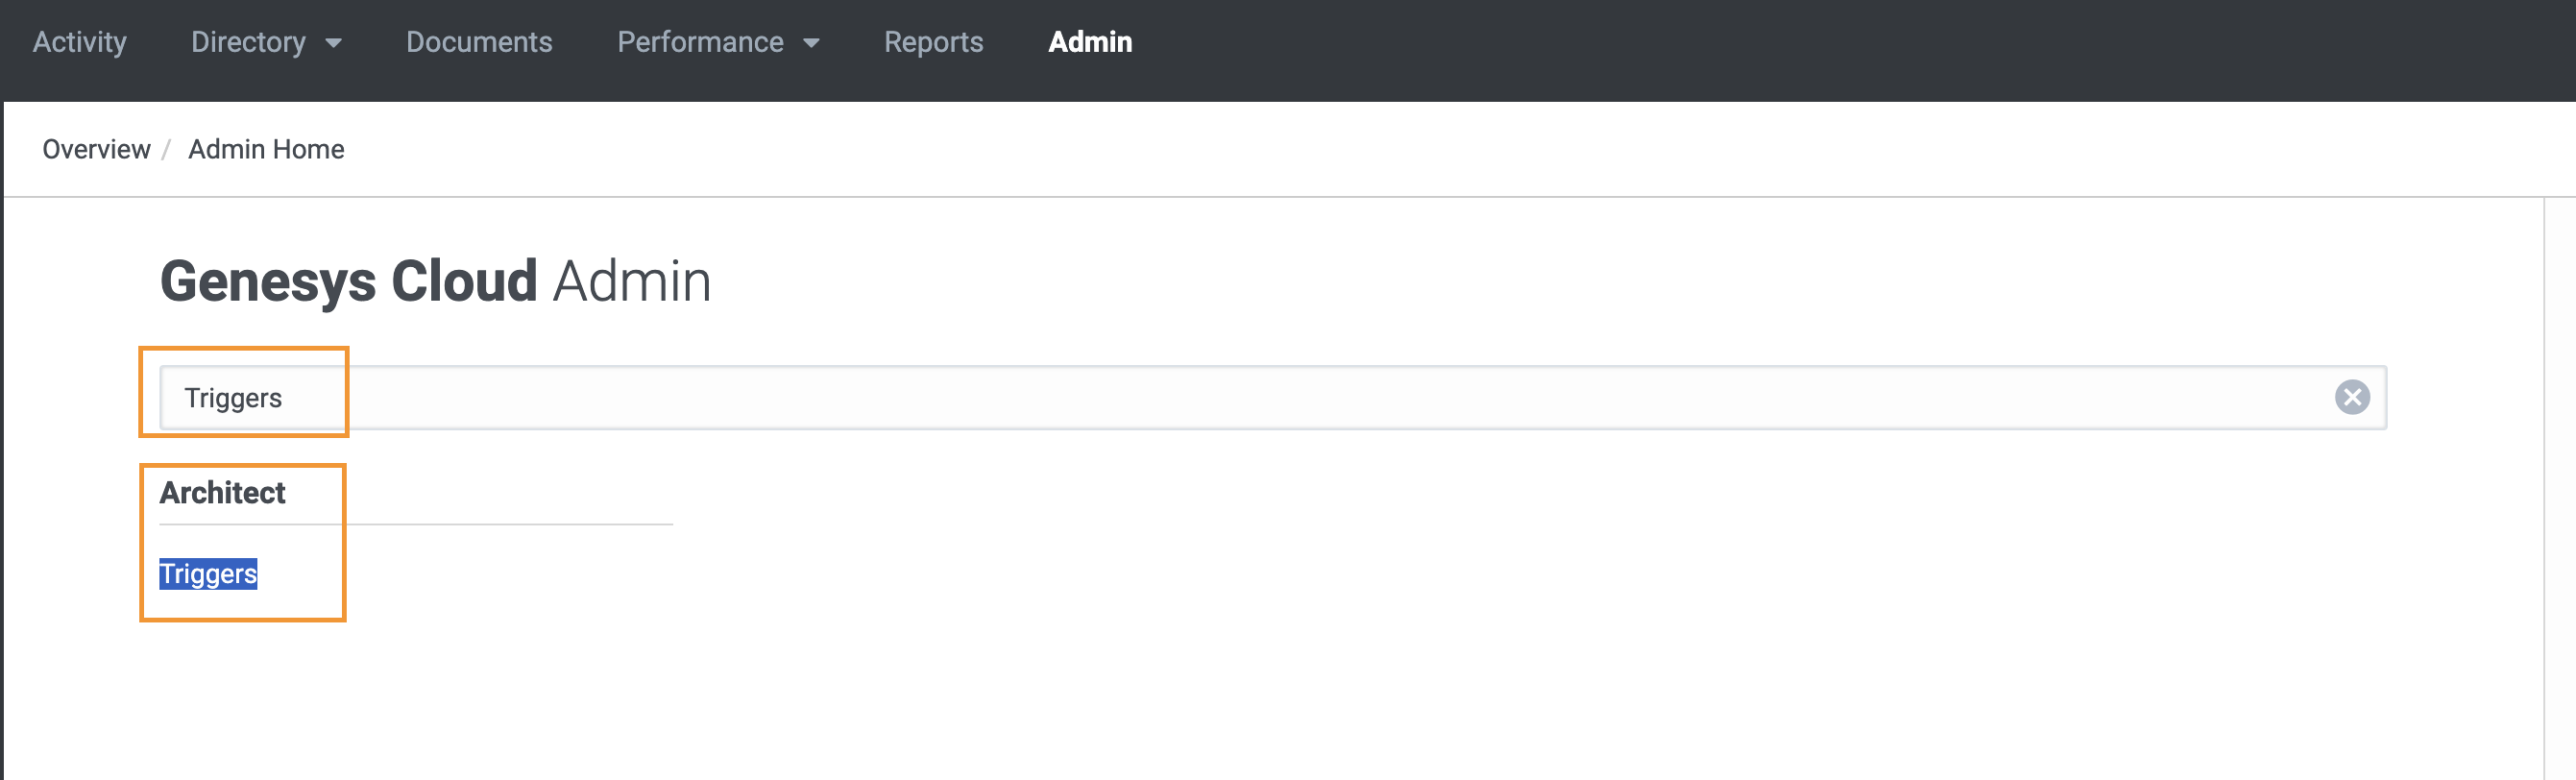 Activity Directory Documents Performance Reports Admin
Overview / Admin Home
Genesys Cloud Admin
Triggers
Architect
Triggers